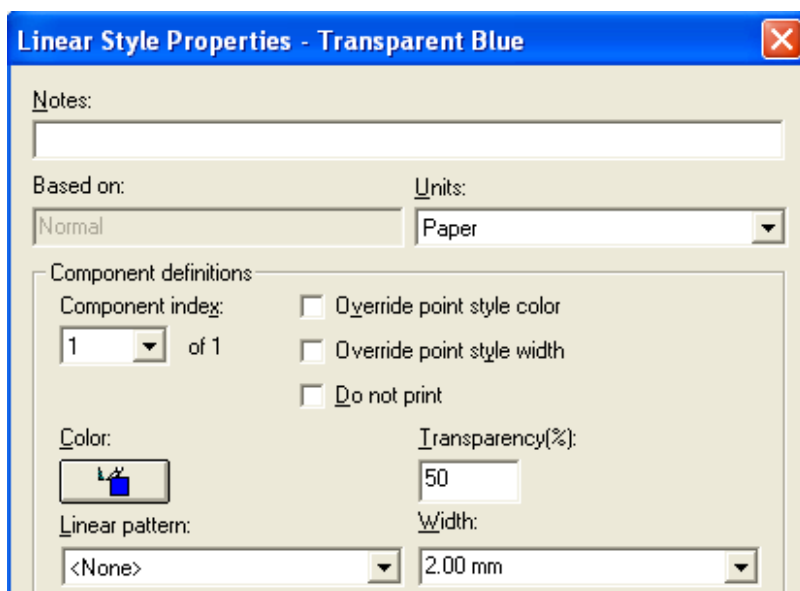 Linear Style Properties - Transparent Blue
Notes:
Based on: Units:
Normal Paper
Component definitions
Component index: Override point style color
1 of 1 Override point style width
Do not print
Color: Transparency(%):
50
Linear pattern: Width:
<None> 2.00 mm